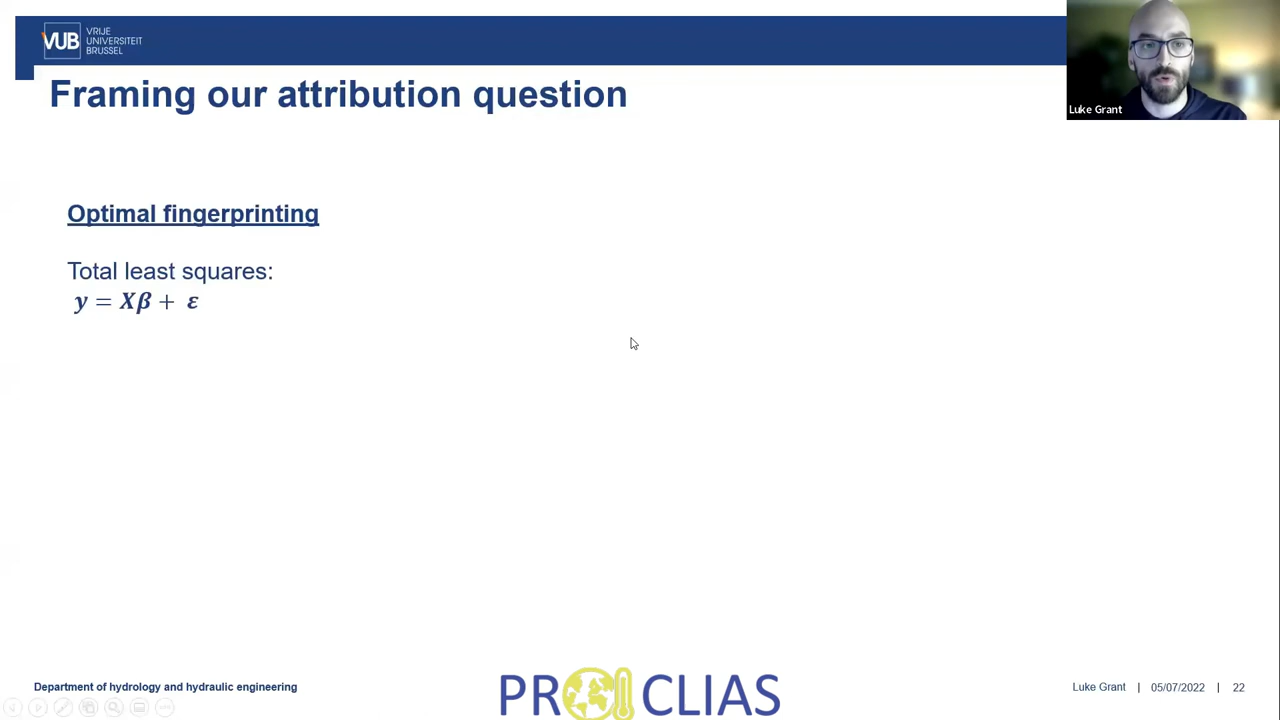 VUB
VRIJE
UNIVERSITEIT
BRUSSEL
Luke Grant
Framing our attribution question
Optimal fingerprinting
Total least squares:
y = Xβ + ε
Department of hydrology and hydraulic engineering
PROCLIAS
Luke Grant | 05/07/2022 | 22